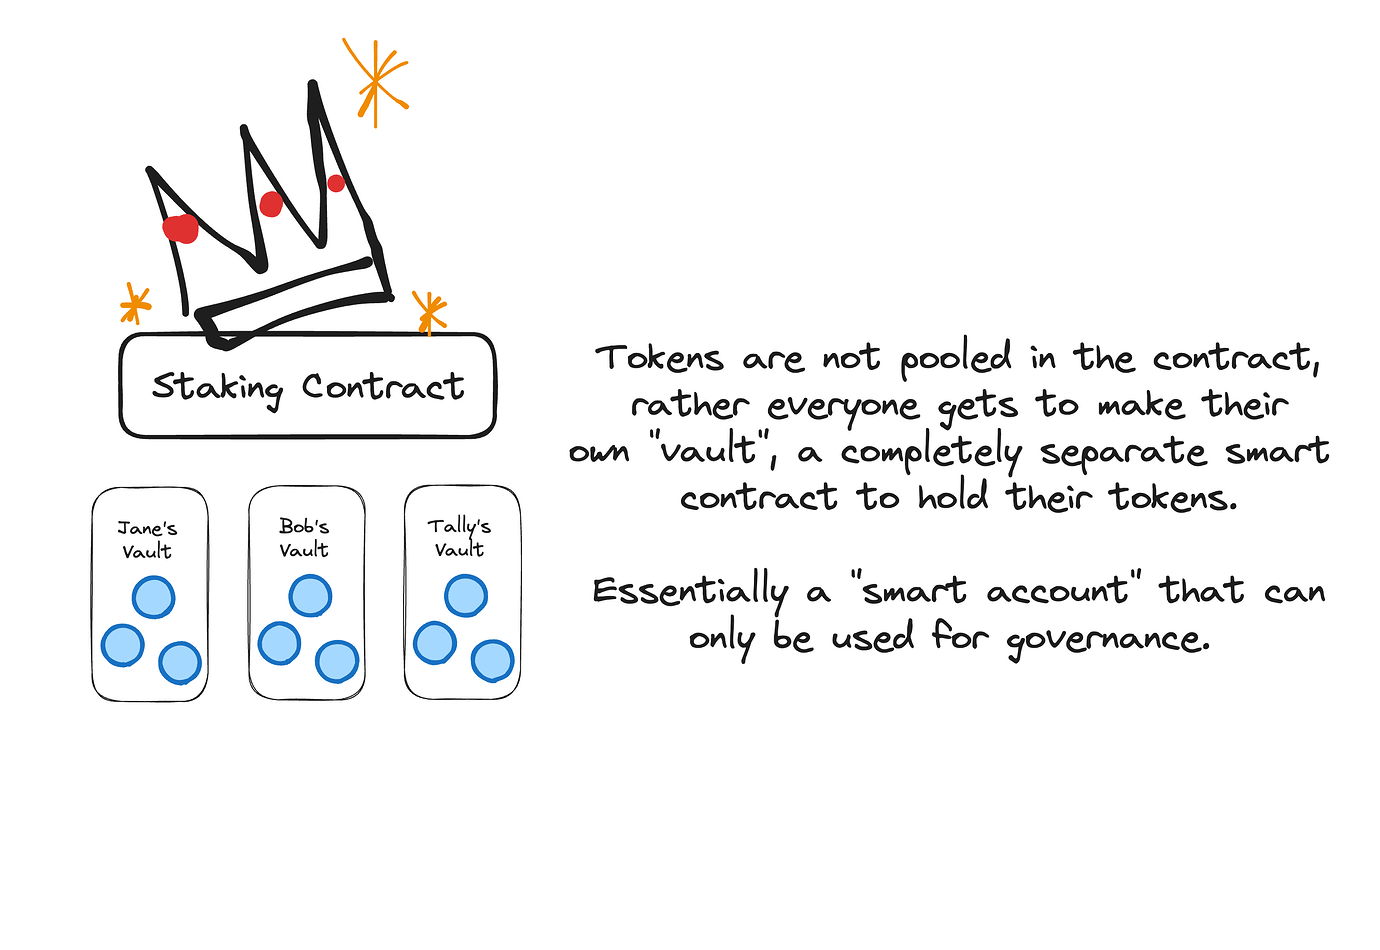 Staking Contract
Tokens are not pooled in the contract,
rather everyone gets to make their
own "vault", a completely separate smart
contract to hold their tokens.
Essentially a "smart account" that can
only be used for governance.
Jane's
Vault
Bob's
Vault
Tally's
Vault